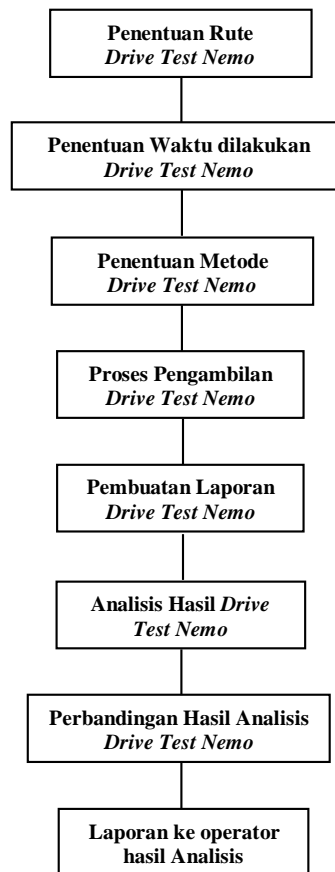 Penentuan Rute
Drive Test Nemo
Penentuan Waktu dilakukan
Drive Test Nemo
Penentuan Metode
Drive Test Nemo
Proses Pengambilan
Drive Test Nemo
Pembuatan Laporan
Drive Test Nemo
Analisis Hasil Drive
Test Nemo
Perbandingan Hasil Analisis
Drive Test Nemo
Laporan ke operator
hasil Analisis